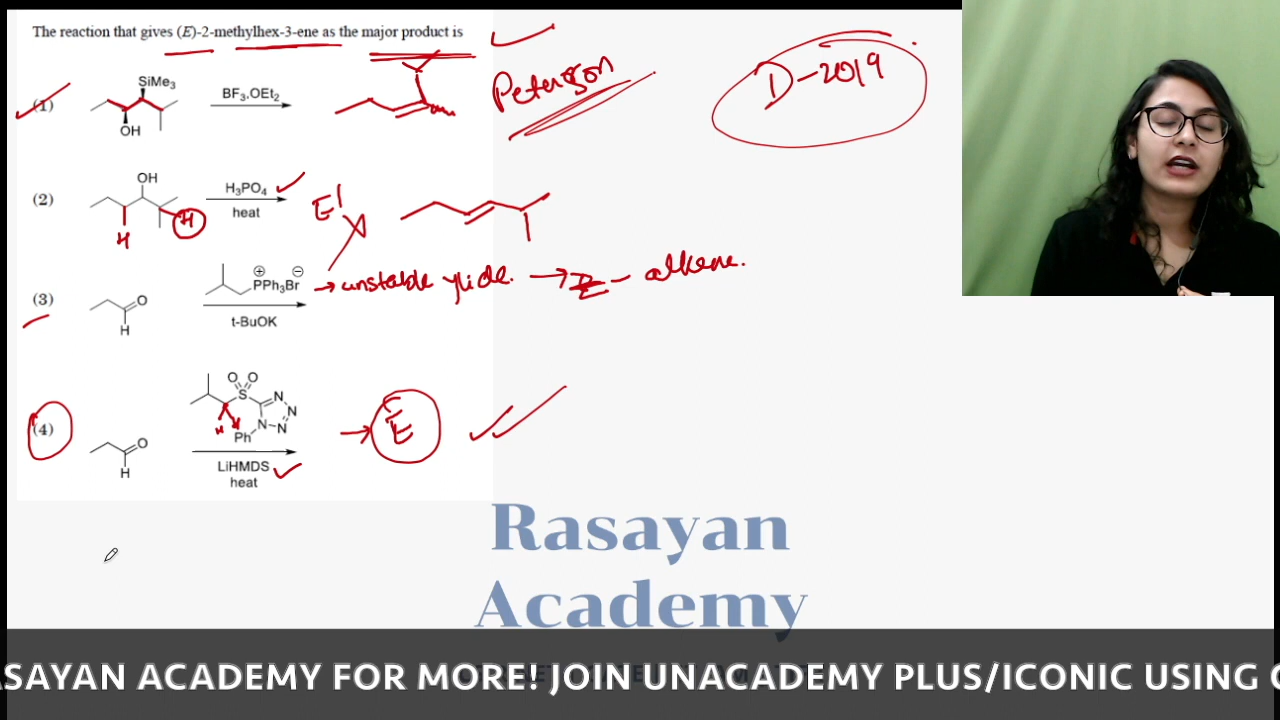 The reaction that gives (E)-2-methylhex-3-ene as the major product is
D-2019
(1)
SiMe3
OH
BF3.OEt2
Peterson
(2)
OH
H
H
H3PO4
heat
E1
(3)
O
H
⊕ ⊖
PPh3Br
t-BuOK
→ unstable ylide. → Z - alkene.
(4)
O
H
O O
S
N
N
N
N
Ph
H H
LiHMDS
heat
→ E
Rasayan
Academy
ASAYAN ACADEMY FOR MORE! JOIN UNACADEMY PLUS/ICONIC USING